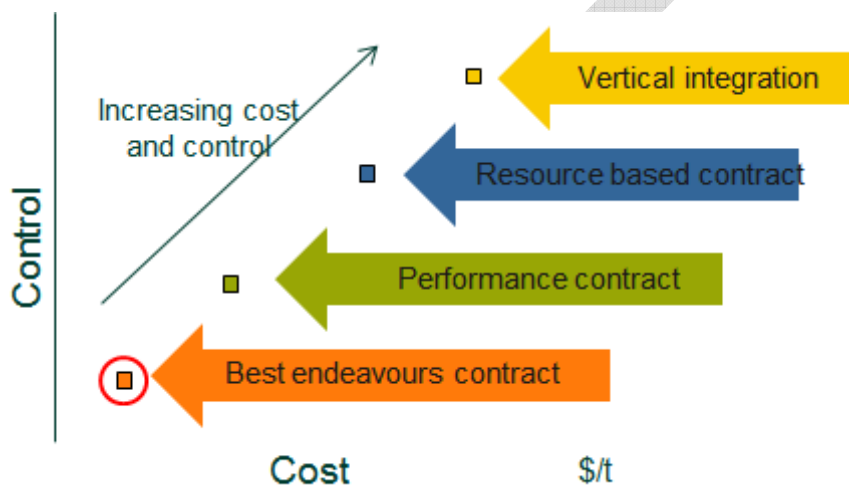 Vertical integration
Increasing cost
and control
Resource based contract
Control
Performance contract
Best endeavours contract
Cost $/t